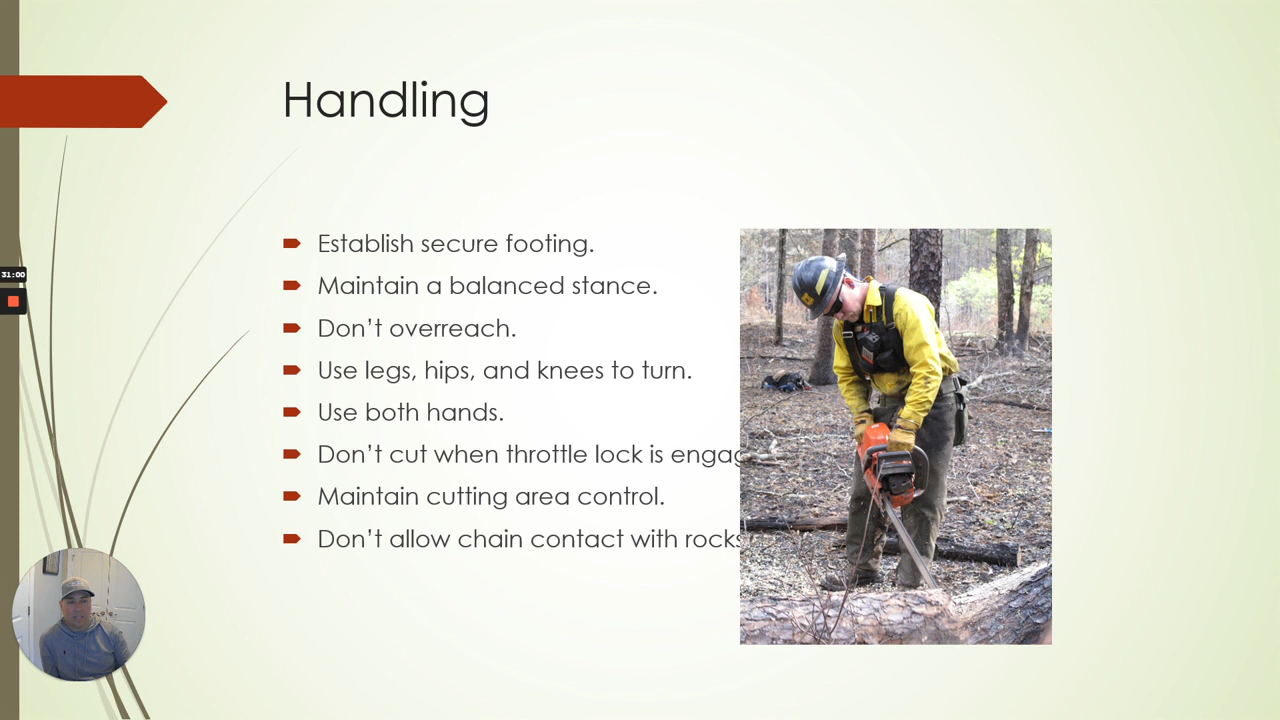 Handling
Establish secure footing.
Maintain a balanced stance.
Don’t overreach.
Use legs, hips, and knees to turn.
Use both hands.
Don’t cut when throttle lock is engag
Maintain cutting area control.
Don’t allow chain contact with rocks
31:00